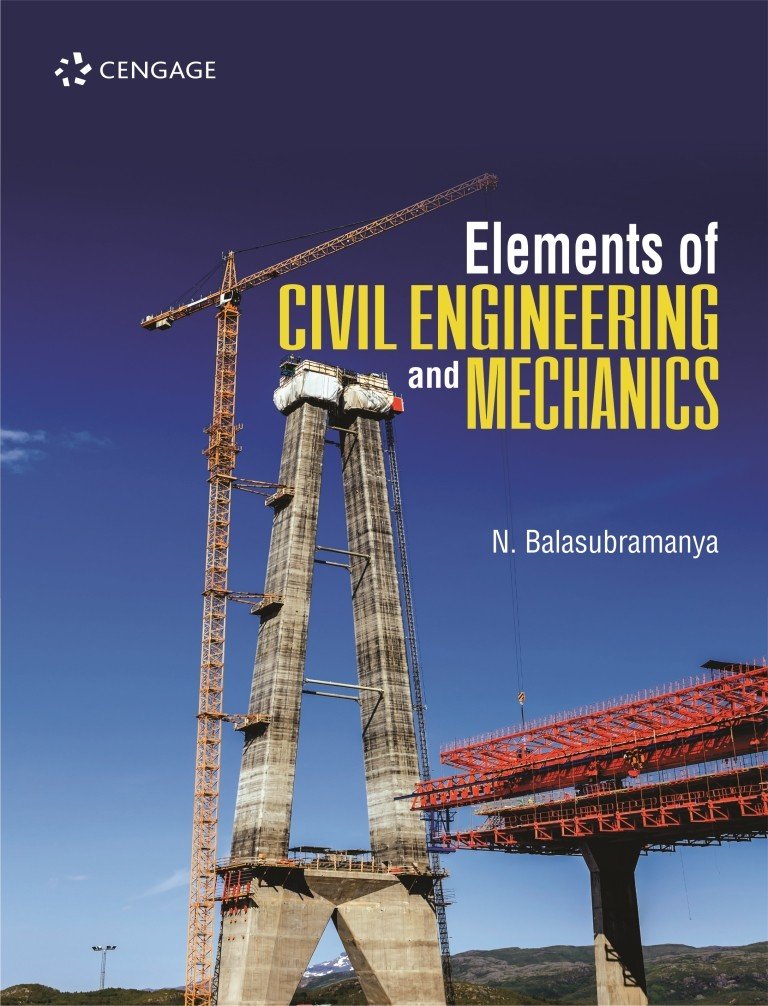 CENGAGE
Elements of
CIVIL ENGINEERING
and MECHANICS
N. Balasubramanya